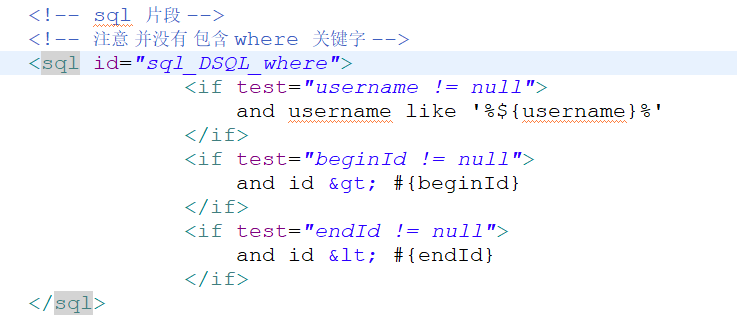 <!-- sql 片段 -->
<!-- 注意 并没有 包含 where 关键字 -->
<sql id="sql_DSQL_where">
<if test="username != null">
and username like '%${username}%'
</if>
<if test="beginId != null">
and id &gt; #{beginId}
</if>
<if test="endId != null">
and id &lt; #{endId}
</if>
</sql>